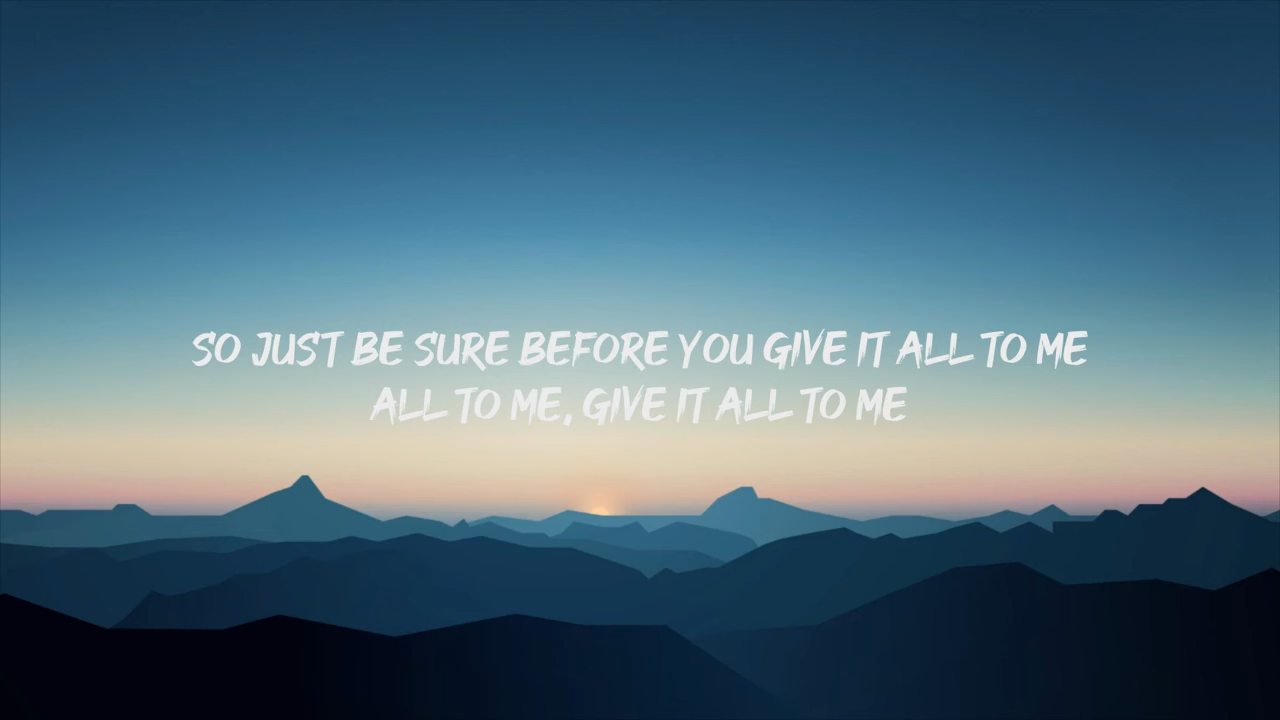 SO JUST BE SURE BEFORE YOU GIVE IT ALL TO ME
ALL TO ME, GIVE IT ALL TO ME